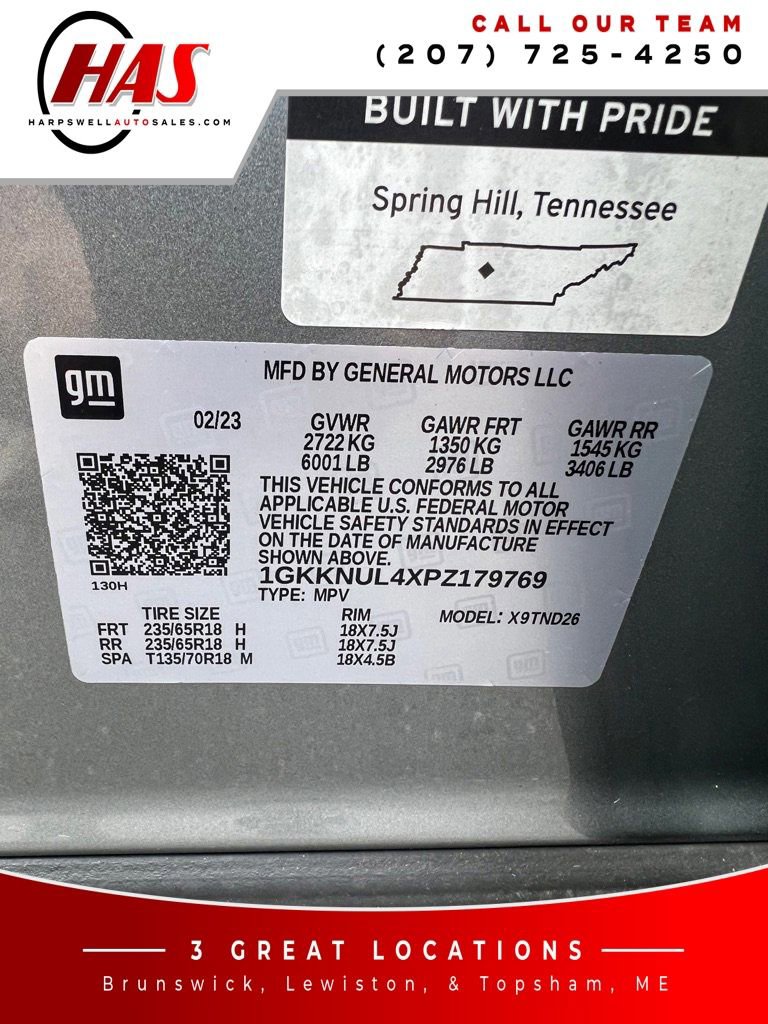 HAS
HARPSWELLAUTOSALES.COM
CALL OUR TEAM
(207) 725-4250
BUILT WITH PRIDE
Spring Hill, Tennessee
gm
MFD BY GENERAL MOTORS LLC
02/23 GVWR GAWR FRT GAWR RR
2722 KG 1350 KG 1545 KG
6001 LB 2976 LB 3406 LB
THIS VEHICLE CONFORMS TO ALL
APPLICABLE U.S. FEDERAL MOTOR
VEHICLE SAFETY STANDARDS IN EFFECT
ON THE DATE OF MANUFACTURE
SHOWN ABOVE.
1GKKNUL4XPZ179769
130H
TYPE: MPV MODEL: X9TND26
TIRE SIZE RIM
FRT 235/65R18 H 18X7.5J
RR 235/65R18 H 18X7.5J
SPA T135/70R18 M 18X4.5B
3 GREAT LOCATIONS
Brunswick, Lewiston, & Topsham, ME